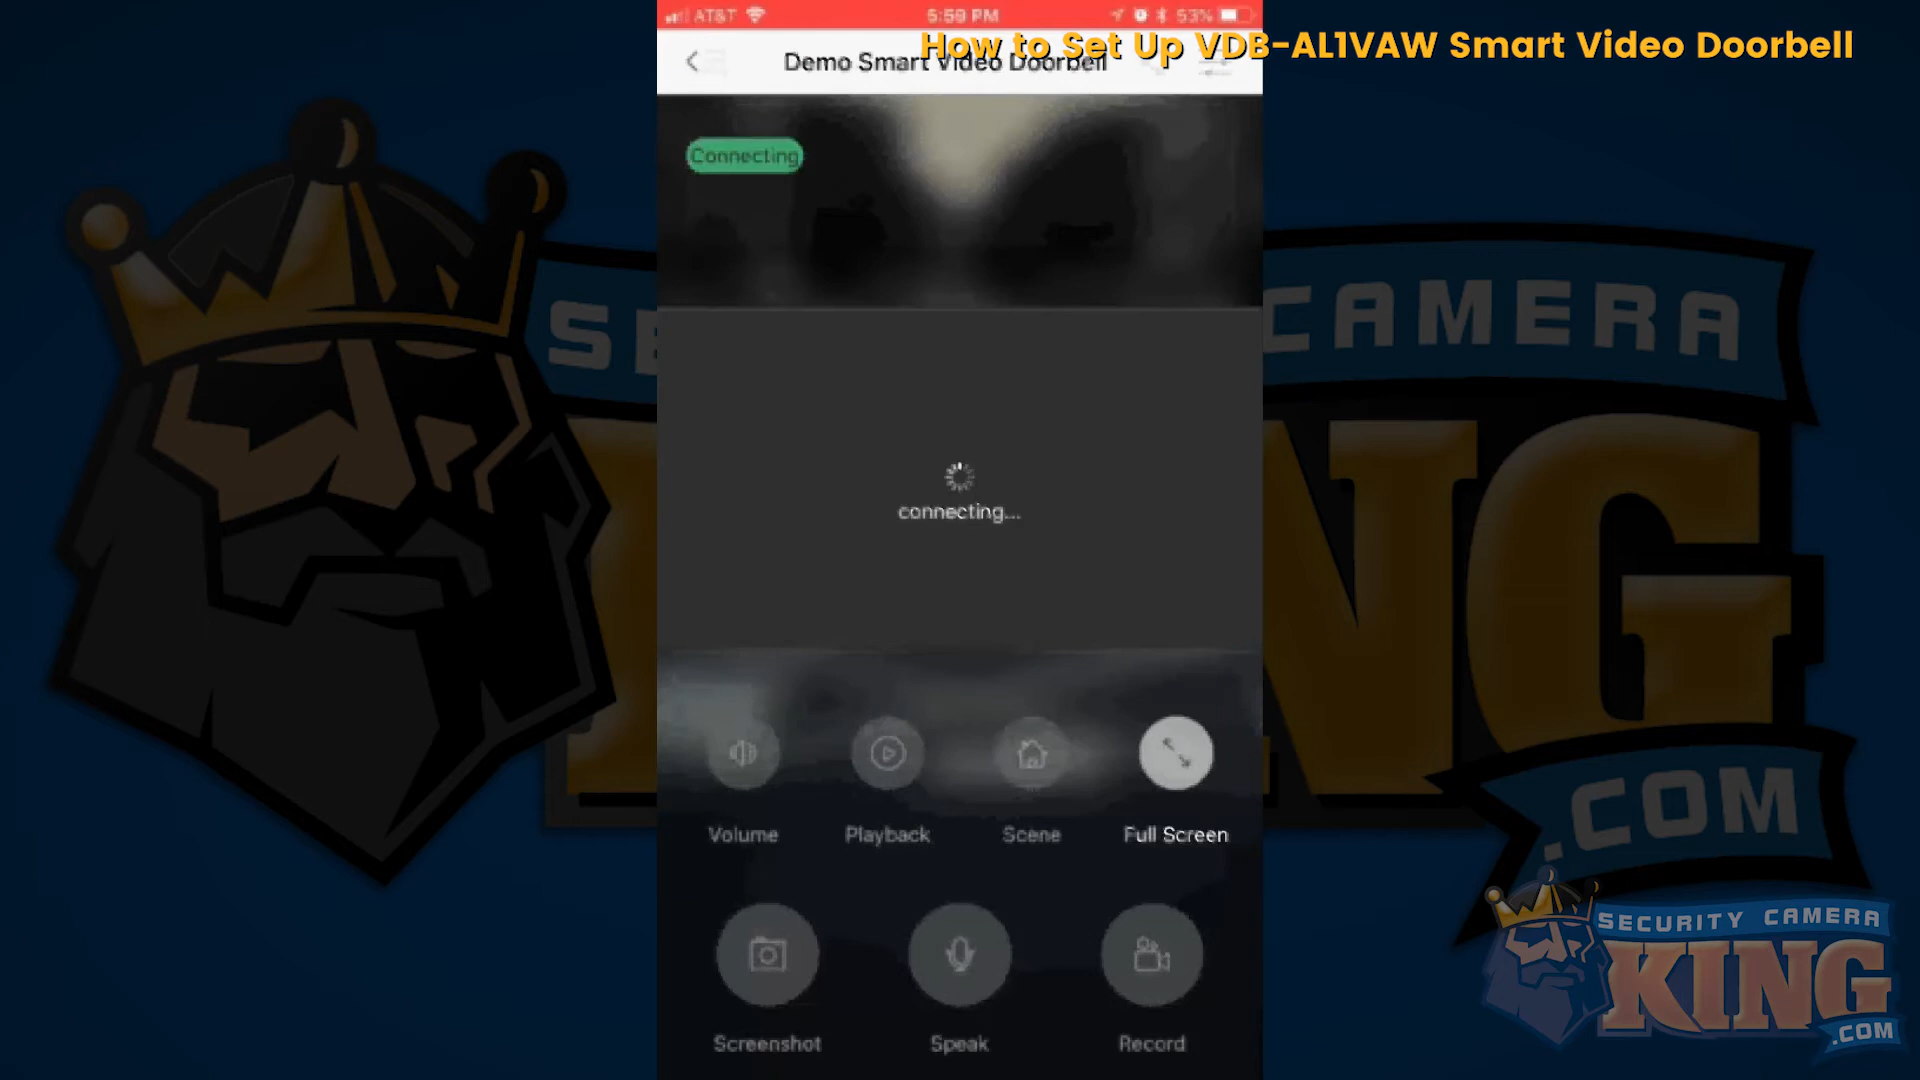 AT&T 5:59 PM 53%
How to Set Up VDB-AL1VAW Smart Video Doorbell
Demo Smart Video Doorbell
Connecting
CAMERA
connecting...
Volume Playback Scene Full Screen
.COM
SECURITY CAMERA
KING
.COM
Screenshot Speak Record